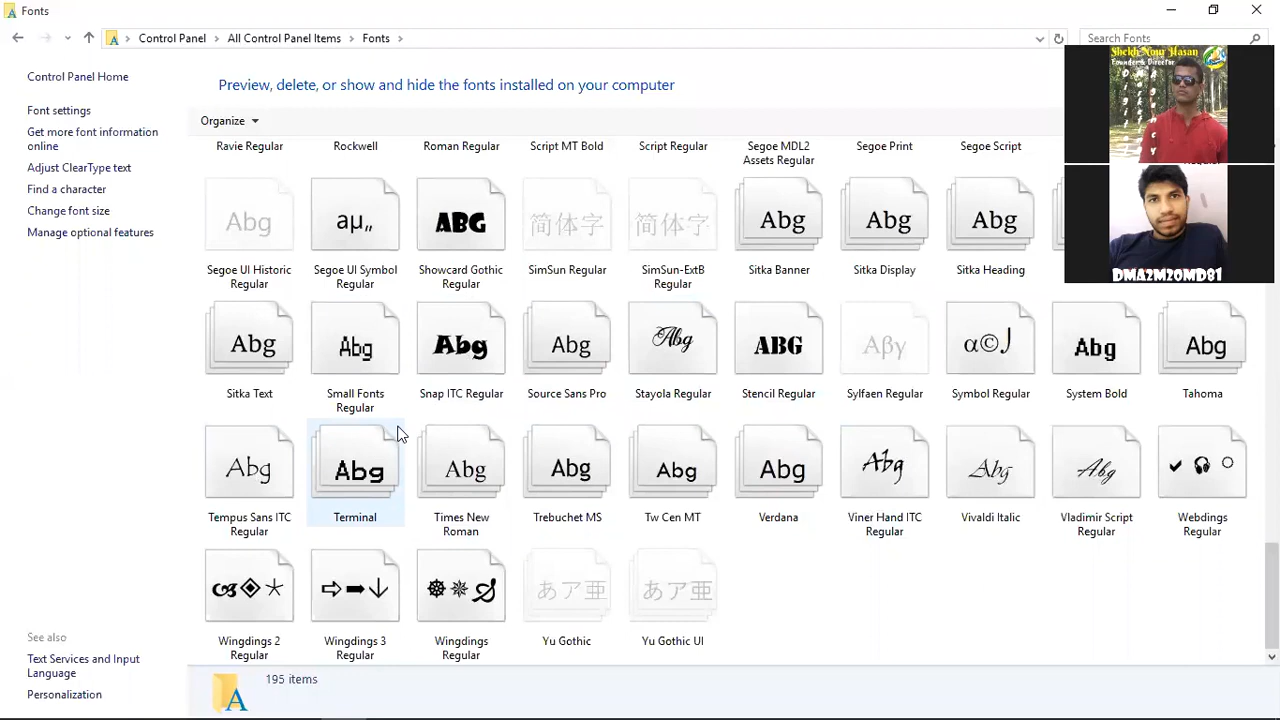 Fonts
Control Panel
All Control Panel Items
Fonts
Search Fonts
Control Panel Home
Font settings
Get more font information
online
Adjust ClearType text
Find a character
Change font size
Manage optional features
See also
Text Services and Input
Language
Personalization
Preview, delete, or show and hide the fonts installed on your computer
Organize
Ravie Regular
Rockwell
Roman Regular
Script MT Bold
Script Regular
Segoe MDL2
Assets Regular
Segoe Print
Segoe Script
Abg
aμ„
ABG
简体字
简体字
Abg
Abg
Abg
Segoe UI Historic
Regular
Segoe UI Symbol
Regular
Showcard Gothic
Regular
SimSun Regular
SimSun-ExtB
Regular
Sitka Banner
Sitka Display
Sitka Heading
Abg
Abg
Abg
Abg
Abg
ABG
Aβγ
α©J
Abg
Abg
Sitka Text
Small Fonts
Regular
Snap ITC Regular
Source Sans Pro
Stayola Regular
Stencil Regular
Sylfaen Regular
Symbol Regular
System Bold
Tahoma
Abg
Abg
Abg
Abg
Abg
Abg
Abg
Abg
Abg
Tempus Sans ITC
Regular
Terminal
Times New
Roman
Trebuchet MS
Tw Cen MT
Verdana
Viner Hand ITC
Regular
Vivaldi Italic
Vladimir Script
Regular
Webdings
Regular
あア亜
あア亜
Wingdings 2
Regular
Wingdings 3
Regular
Wingdings
Regular
Yu Gothic
Yu Gothic UI
195 items
Shekh Nour Hasan
Founder & Director
DMA2M20MD81